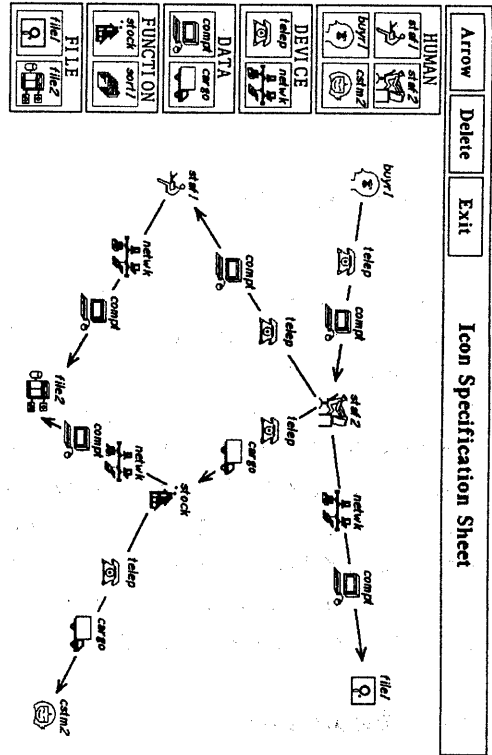 Arrow
Delete
Exit
Icon Specification Sheet
HUMAN
staf1
staf2
buyr1
cstm2
DEVICE
telep
netwk
DATA
compt
cargo
FUNCTION
stock
sort1
FILE
file1
file2
buyr1
telep
compt
staf2
netwk
compt
file1
staf1
compt
telep
telep
cargo
stock
netwk
compt
file2
netwk
compt
telep
cargo
cstm2